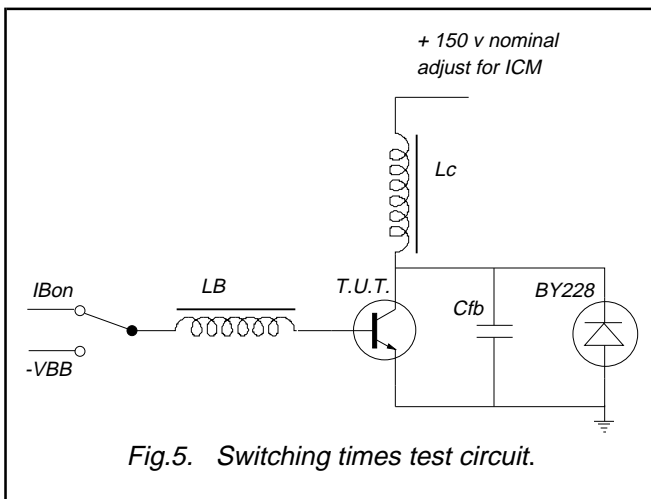 + 150 v nominal
adjust for ICM
Lc
IBon
LB
T.U.T.
Cfb
BY228
-VBB
Fig.5. Switching times test circuit.